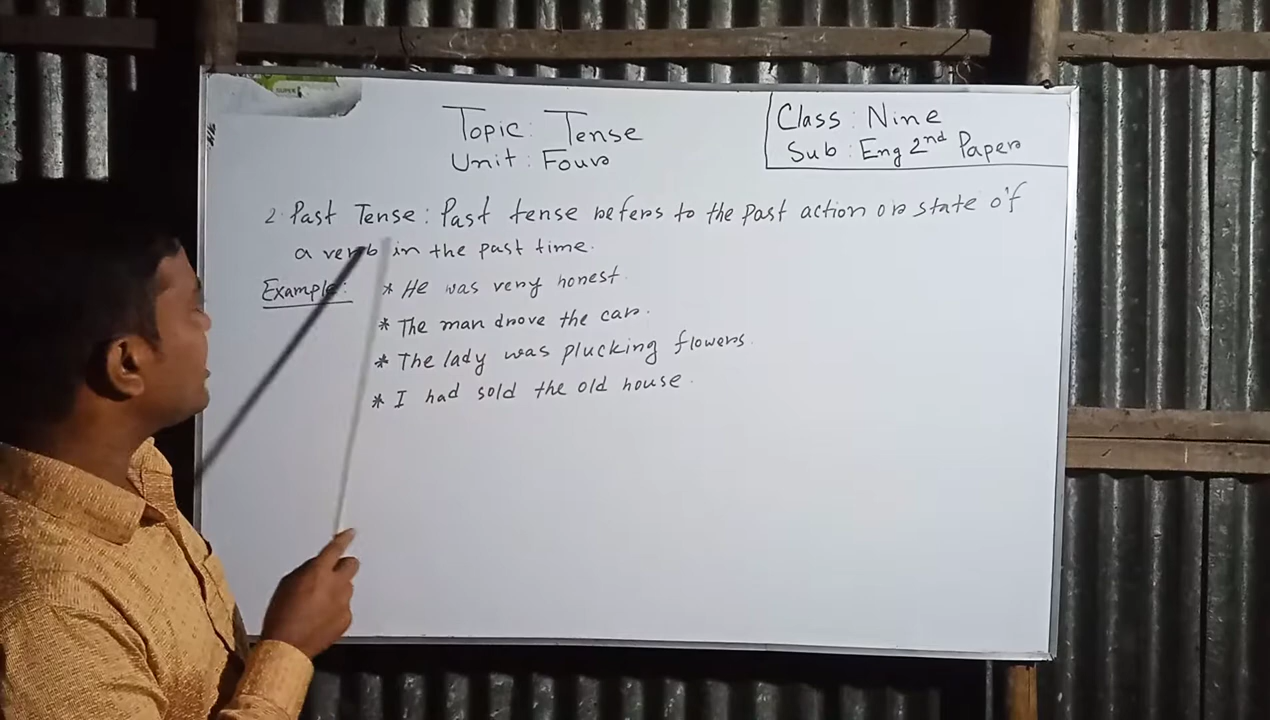 Topic: Tense
Unit: Four
Class: Nine
Sub: Eng 2nd Paper
2. Past Tense: Past tense refers to the past action or state of
a verb in the past time.
Example:
* He was very honest.
* The man drove the car.
* The lady was plucking flowers.
* I had sold the old house.